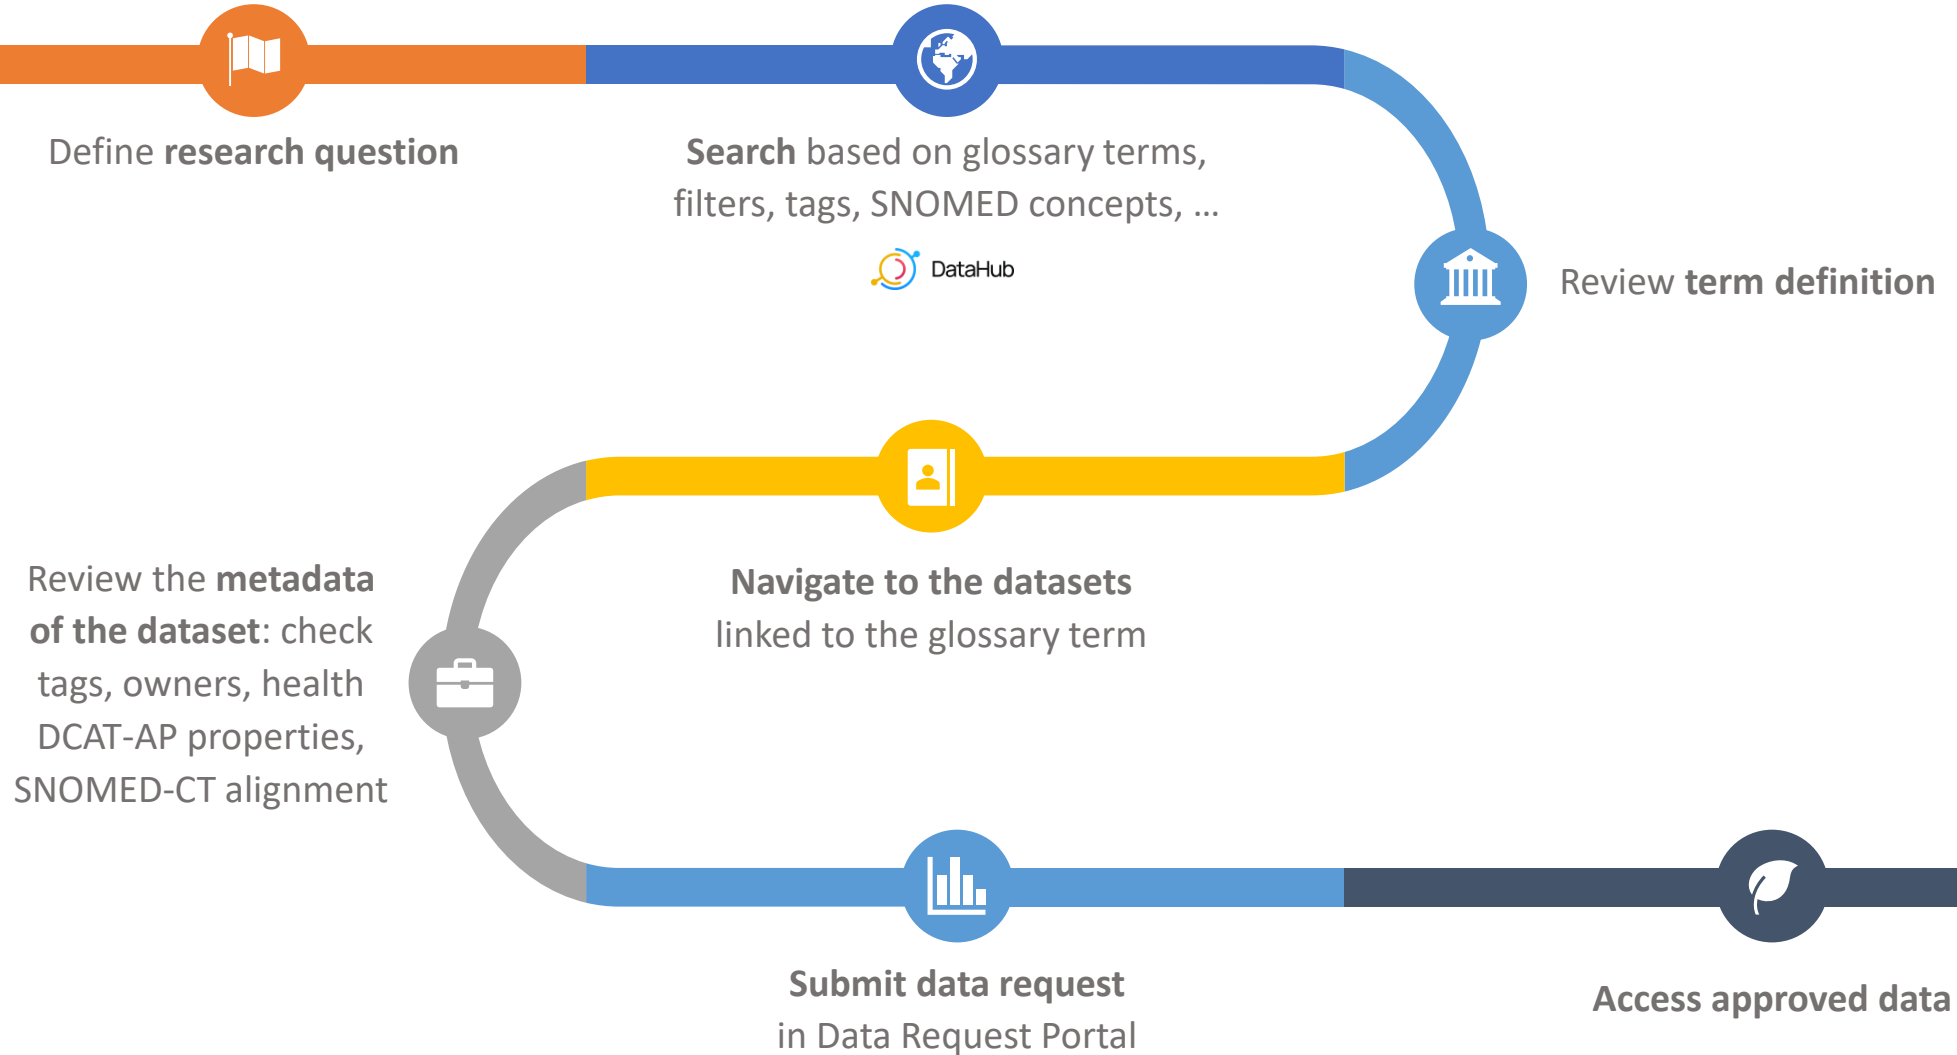 Define research question
Search based on glossary terms,
filters, tags, SNOMED concepts, ...
DataHub
Review term definition
Navigate to the datasets
linked to the glossary term
Review the metadata
of the dataset: check
tags, owners, health
DCAT-AP properties,
SNOMED-CT alignment
Submit data request
in Data Request Portal
Access approved data